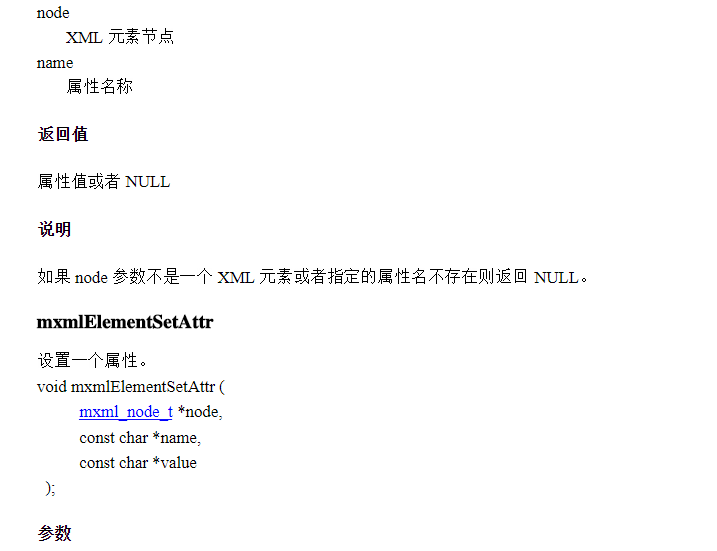 node
XML 元素节点
name
属性名称
返回值
属性值或者 NULL
说明
如果 node 参数不是一个 XML 元素或者指定的属性名不存在则返回 NULL。
mxmlElementSetAttr
设置一个属性。
void mxmlElementSetAttr (
mxml_node_t *node,
const char *name,
const char *value
);
参数